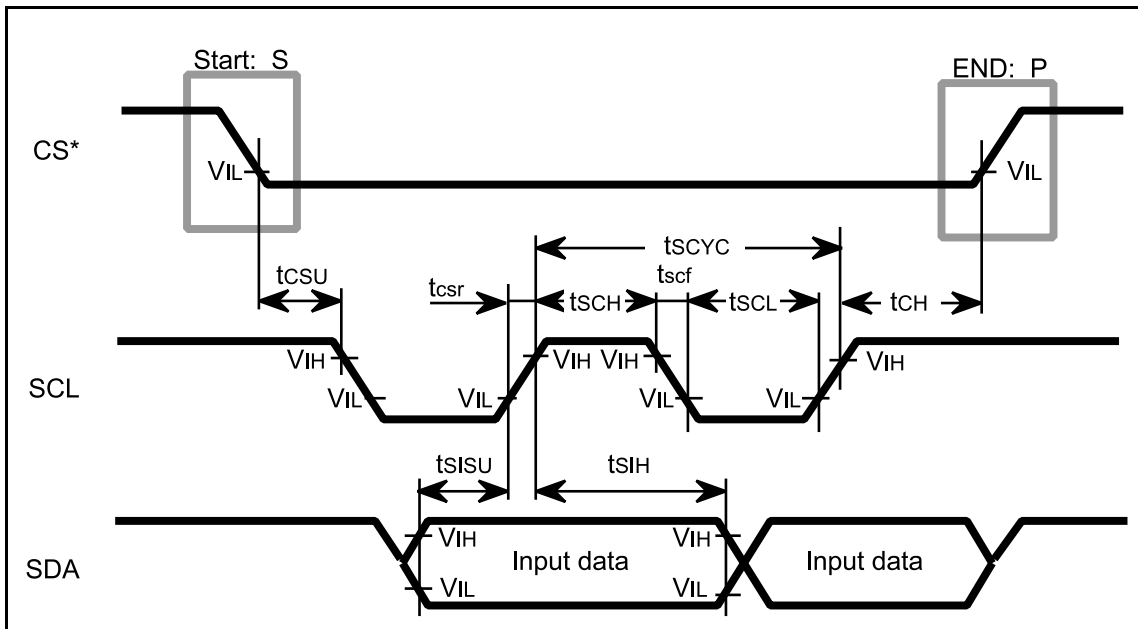 Start: S
END: P
CS*
VIL
VIL
tSCYC
tCSU
tcsr
tSCH
tscf
tSCL
tCH
SCL
VIH
VIH
VIH
VIH
VIL
VIL
VIL
VIL
tSISU
tSIH
SDA
VIH
Input data
VIH
Input data
VIL
VIL